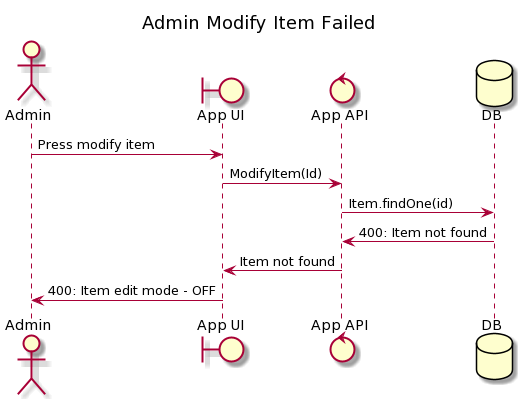 Admin Modify Item Failed
Admin
App UI
App API
DB
Press modify item
ModifyItem(Id)
Item.findOne(id)
400: Item not found
Item not found
400: Item edit mode - OFF
Admin
App UI
App API
DB